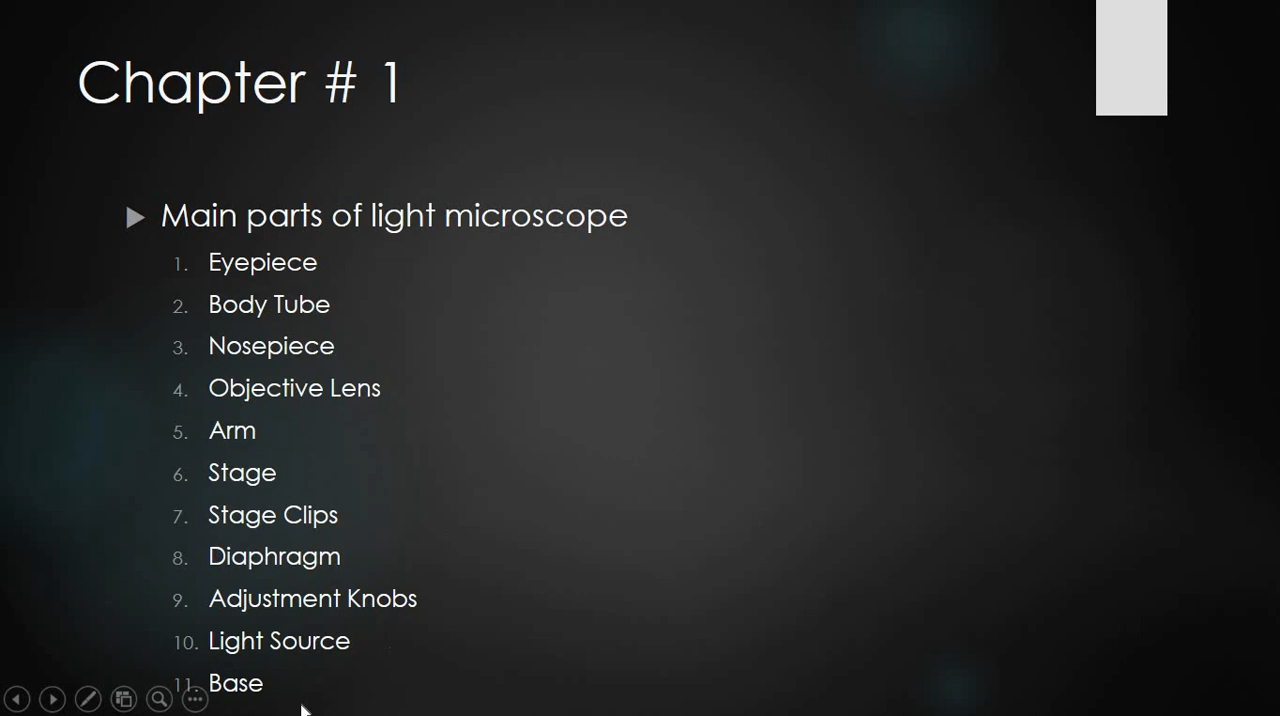 Chapter # 1
Main parts of light microscope
1. Eyepiece
2. Body Tube
3. Nosepiece
4. Objective Lens
5. Arm
6. Stage
7. Stage Clips
8. Diaphragm
9. Adjustment Knobs
10. Light Source
11. Base